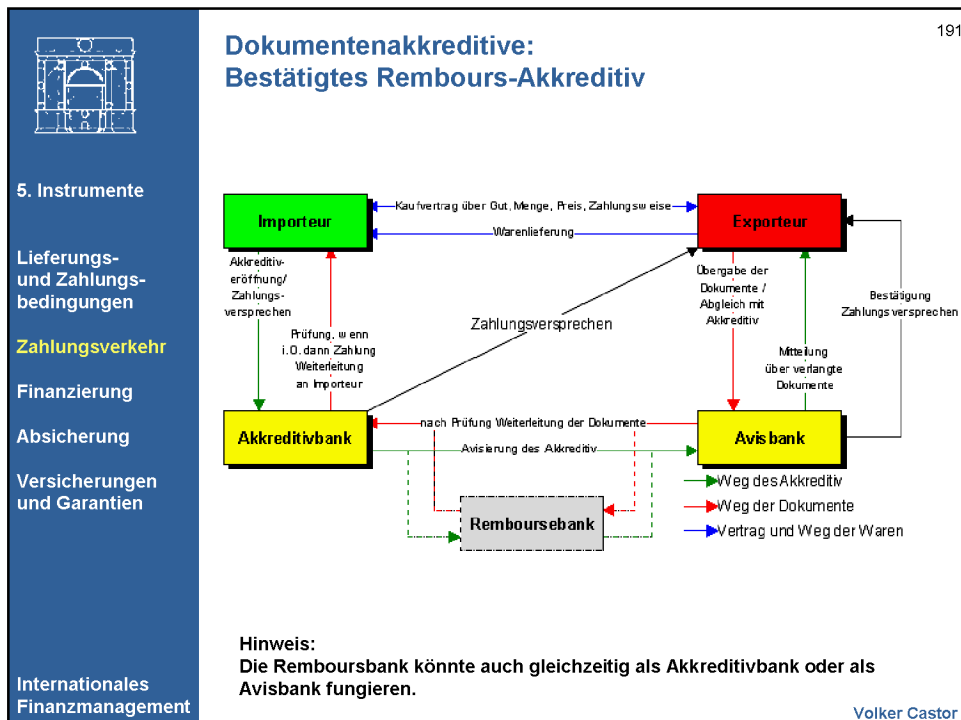 191
Dokumentenakkreditive:
Bestätigtes Rembours-Akkreditiv
5. Instrumente
Lieferungs-
und Zahlungs-
bedingungen
Zahlungsverkehr
Finanzierung
Absicherung
Versicherungen
und Garantien
Internationales
Finanzmanagement
Importeur
Kaufvertrag über Gut, Menge, Preis, Zahlungsweise
Warenlieferung
Exporteur
Akkreditiv-
eröffnung/
Zahlungs-
versprechen
Prüfung, wenn
i.O. dann Zahlung
Weiterleitung
an Importeur
Zahlungsversprechen
Übergabe der
Dokumente /
Abgleich mit
Akkreditiv
Mitteilung
über verlangte
Dokumente
Bestätigung
Zahlungsversprechen
Akkreditivbank
nach Prüfung Weiterleitung der Dokumente
Avisierung des Akkreditiv
Avisbank
Remboursebank
Weg des Akkreditiv
Weg der Dokumente
Vertrag und Weg der Waren
Hinweis:
Die Remboursbank könnte auch gleichzeitig als Akkreditivbank oder als
Avisbank fungieren.
Volker Castor